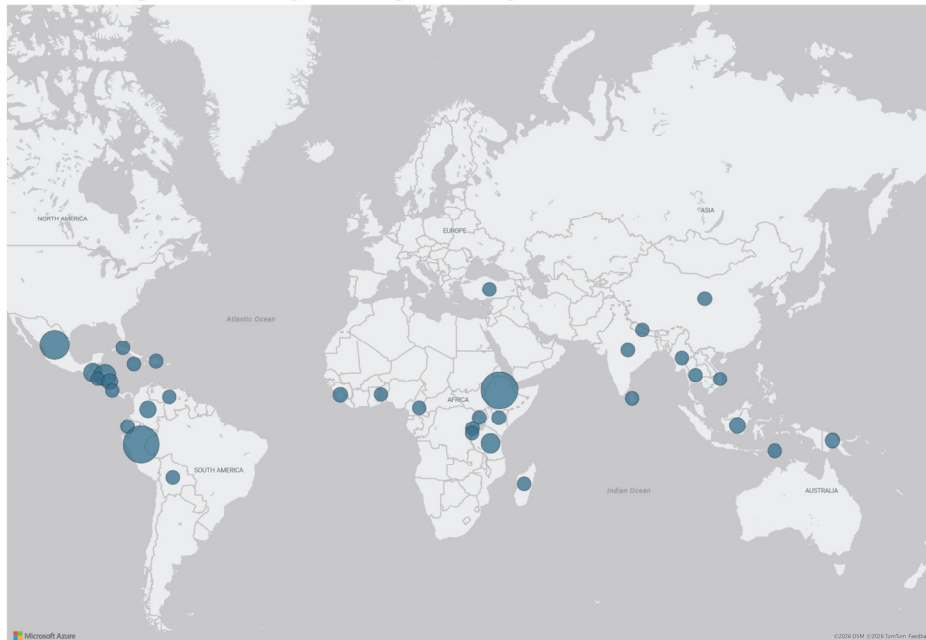 NORTH AMERICA
ASIA
EUROPE
Atlantic Ocean
AFRICA
SOUTH AMERICA
Indian Ocean
AUSTRALIA
Microsoft Azure
©2026 OSM ©2026 TomTom